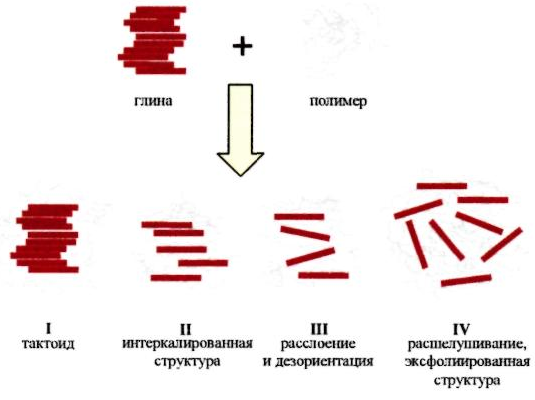 +
глина
полимер
I
тактоид
II
интеркалированная
структура
III
расслоение
и дезориентация
IV
расшелушивание,
эксфолиированная
структура